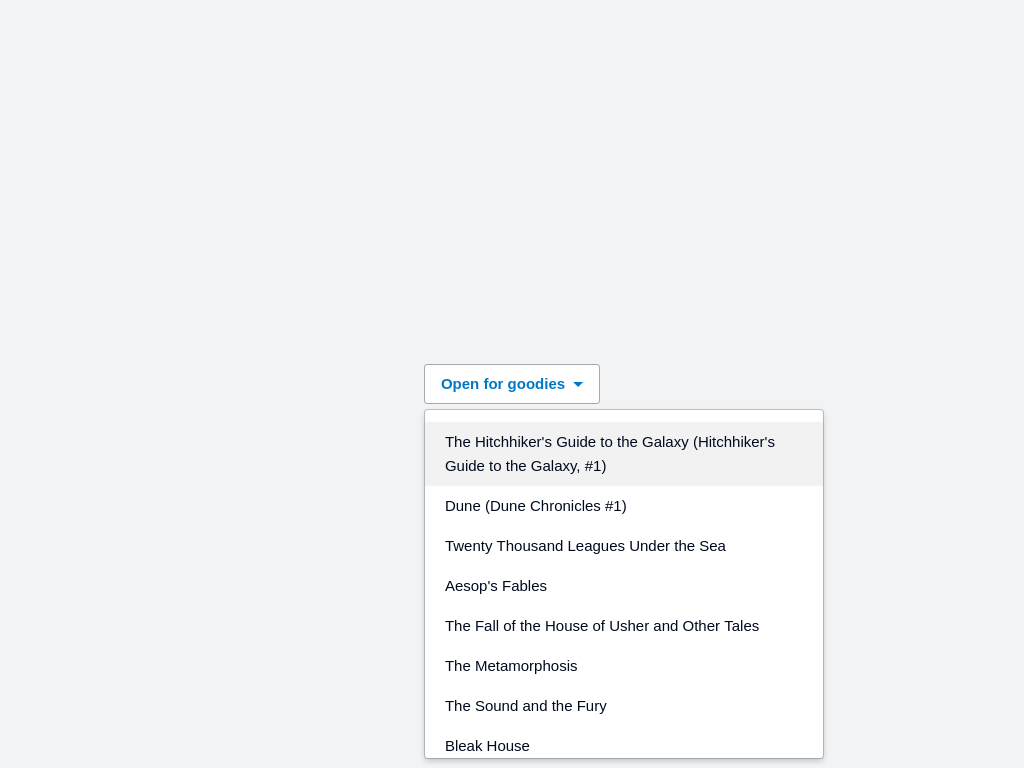 Open for goodies
The Hitchhiker's Guide to the Galaxy (Hitchhiker's
Guide to the Galaxy, #1)
Dune (Dune Chronicles #1)
Twenty Thousand Leagues Under the Sea
Aesop's Fables
The Fall of the House of Usher and Other Tales
The Metamorphosis
The Sound and the Fury
Bleak House